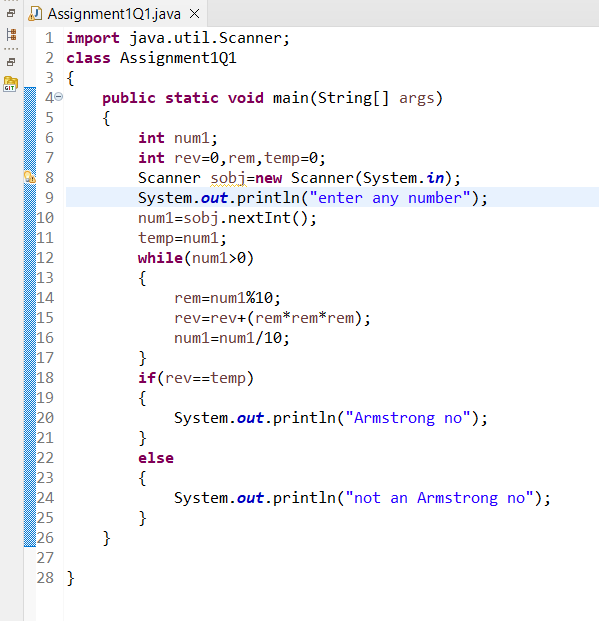 Assignment1Q1.java
1 import java.util.Scanner;
2 class Assignment1Q1
3 {
4 public static void main(String[] args)
5 {
6 int num1;
7 int rev=0,rem,temp=0;
8 Scanner sobj=new Scanner(System.in);
9 System.out.println("enter any number");
10 num1=sobj.nextInt();
11 temp=num1;
12 while(num1>0)
13 {
14 rem=num1%10;
15 rev=rev+(rem*rem*rem);
16 num1=num1/10;
17 }
18 if(rev==temp)
19 {
20 System.out.println("Armstrong no");
21 }
22 else
23 {
24 System.out.println("not an Armstrong no");
25 }
26 }
27
28 }
GIT